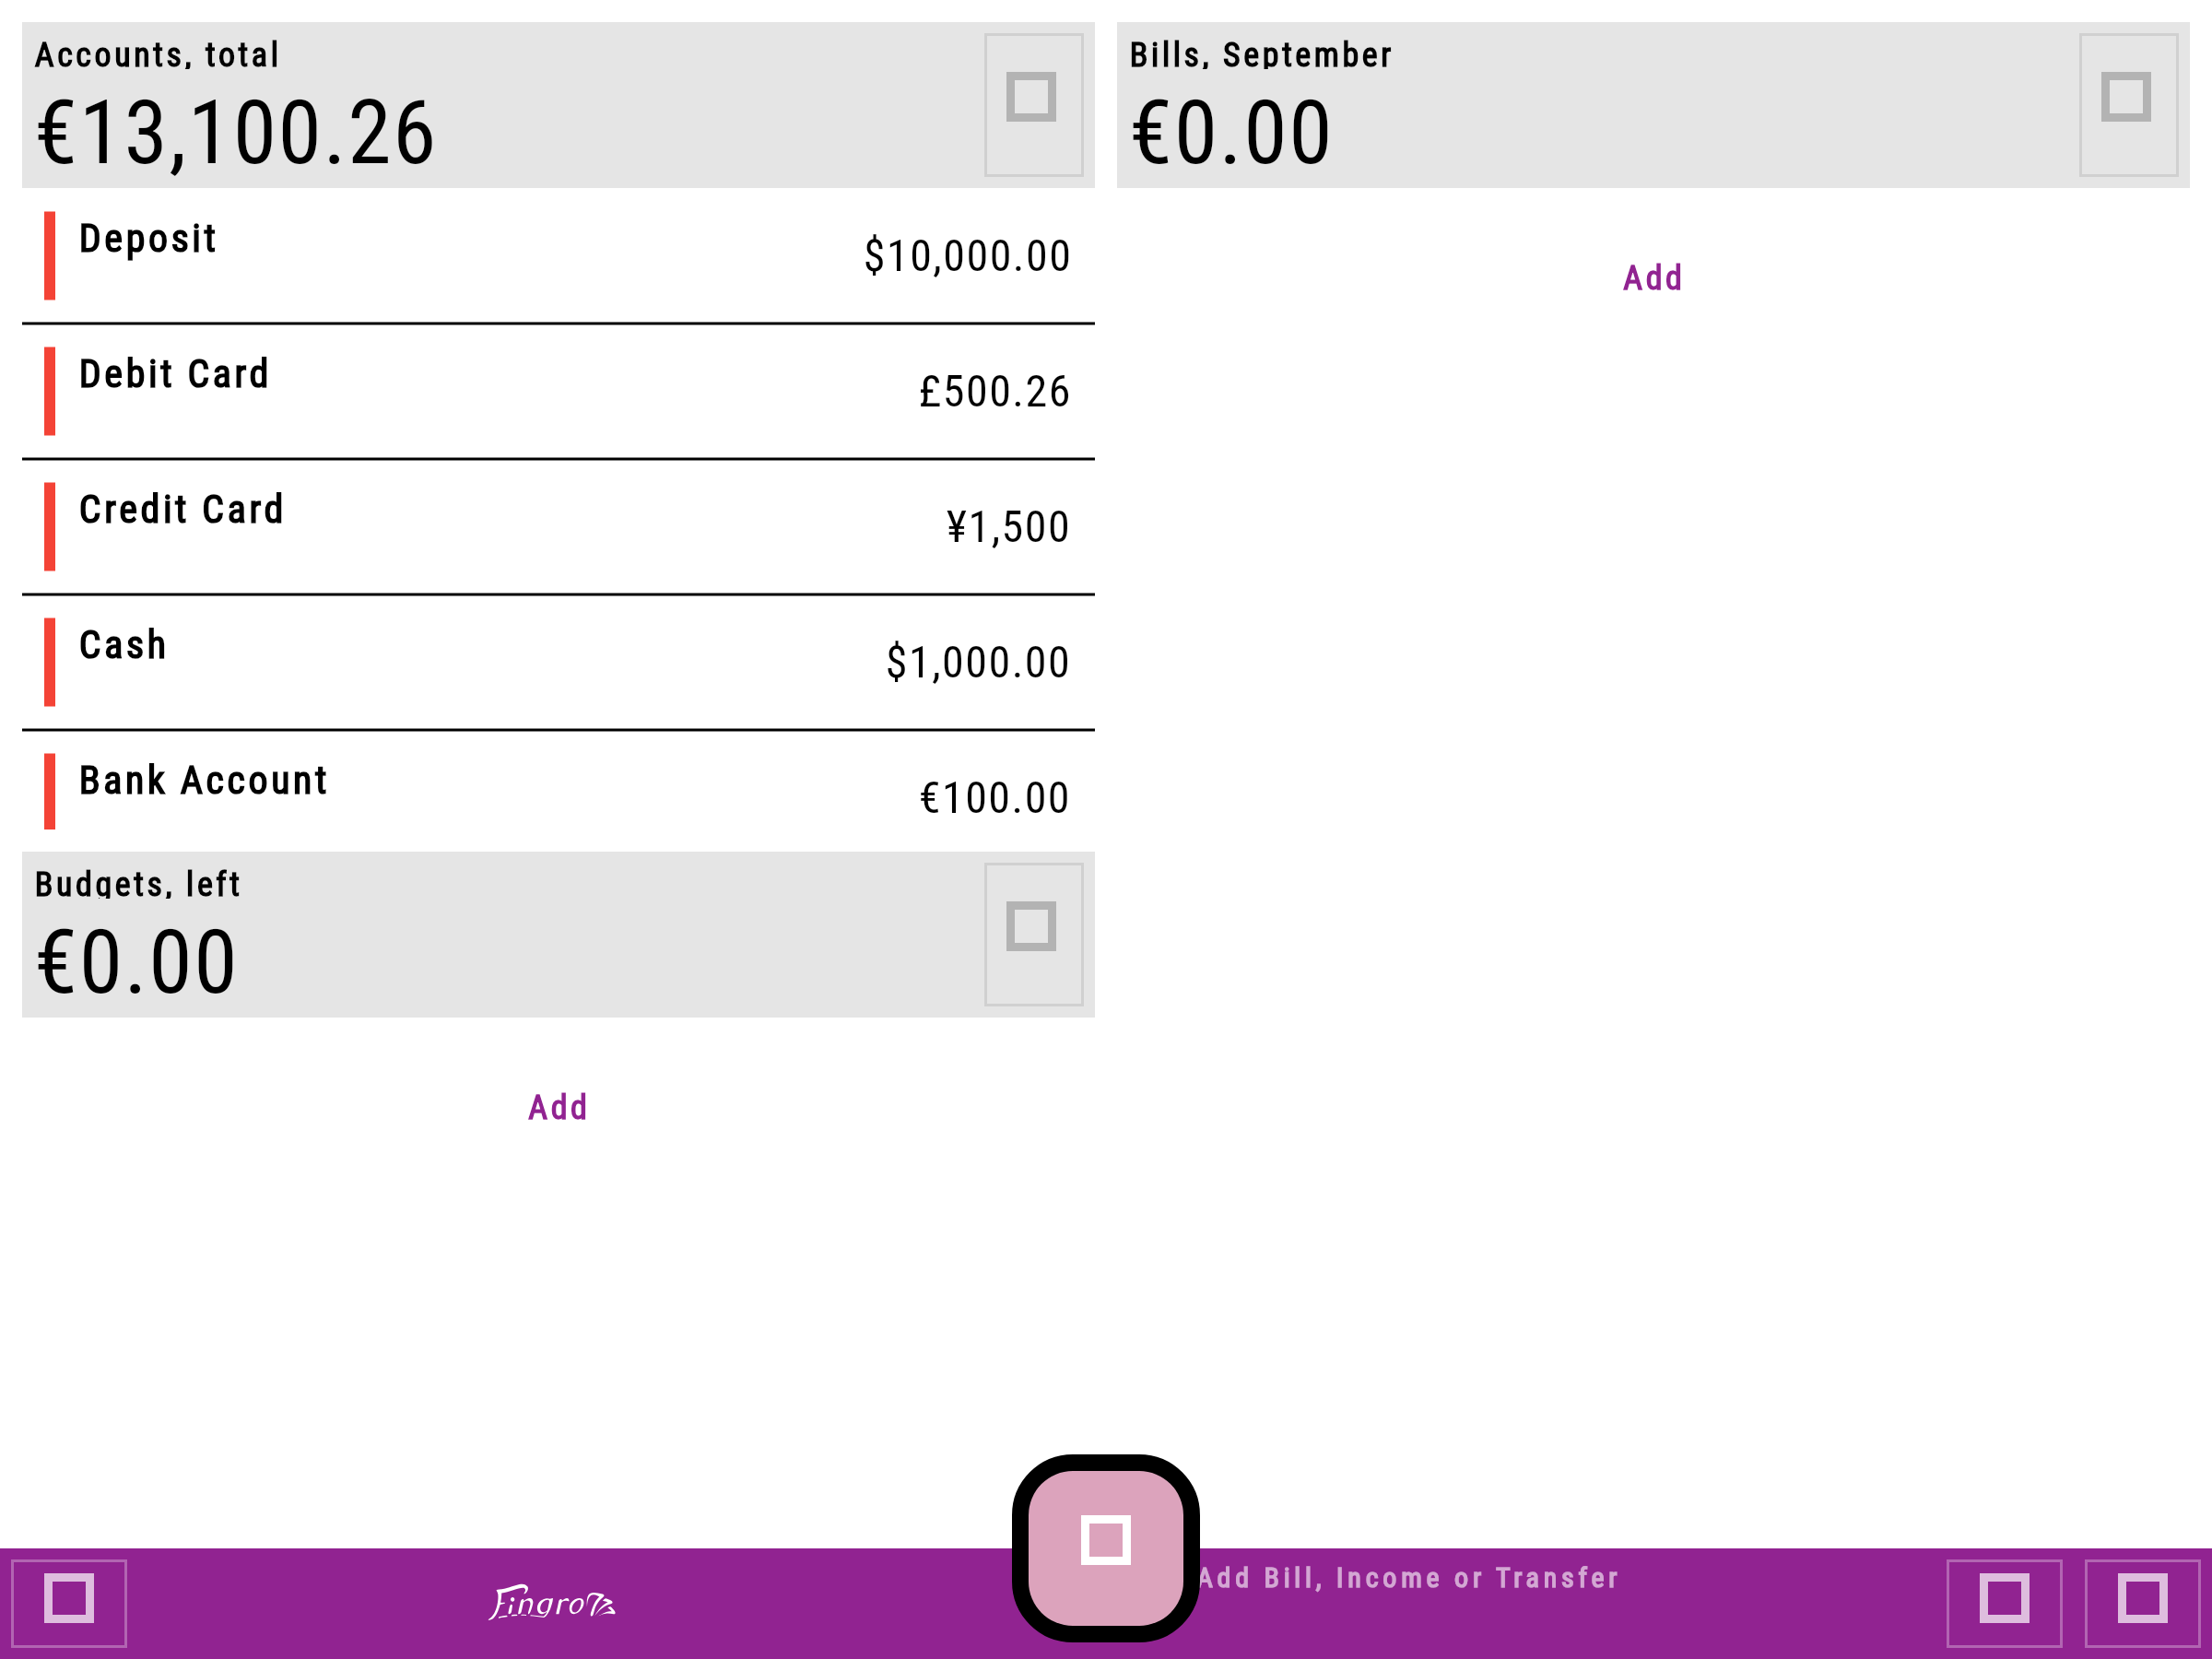 Accounts, total
€13,100.26
Deposit
$10,000.00
Debit Card
£500.26
Credit Card
¥1,500
Cash
$1,000.00
Bank Account
€100.00
Budgets, left
€0.00
Add
Bills, September
€0.00
Add
Fingro
Add Bill, Income or Transfer